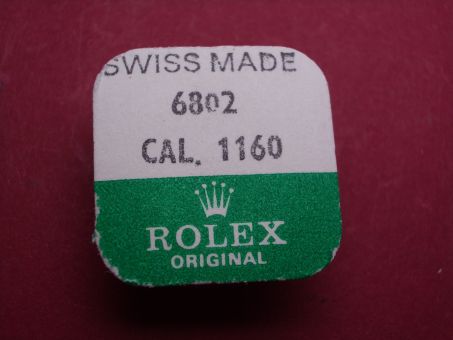 SWISS MADE
6802
CAL. 1160
ROLEX
ORIGINAL